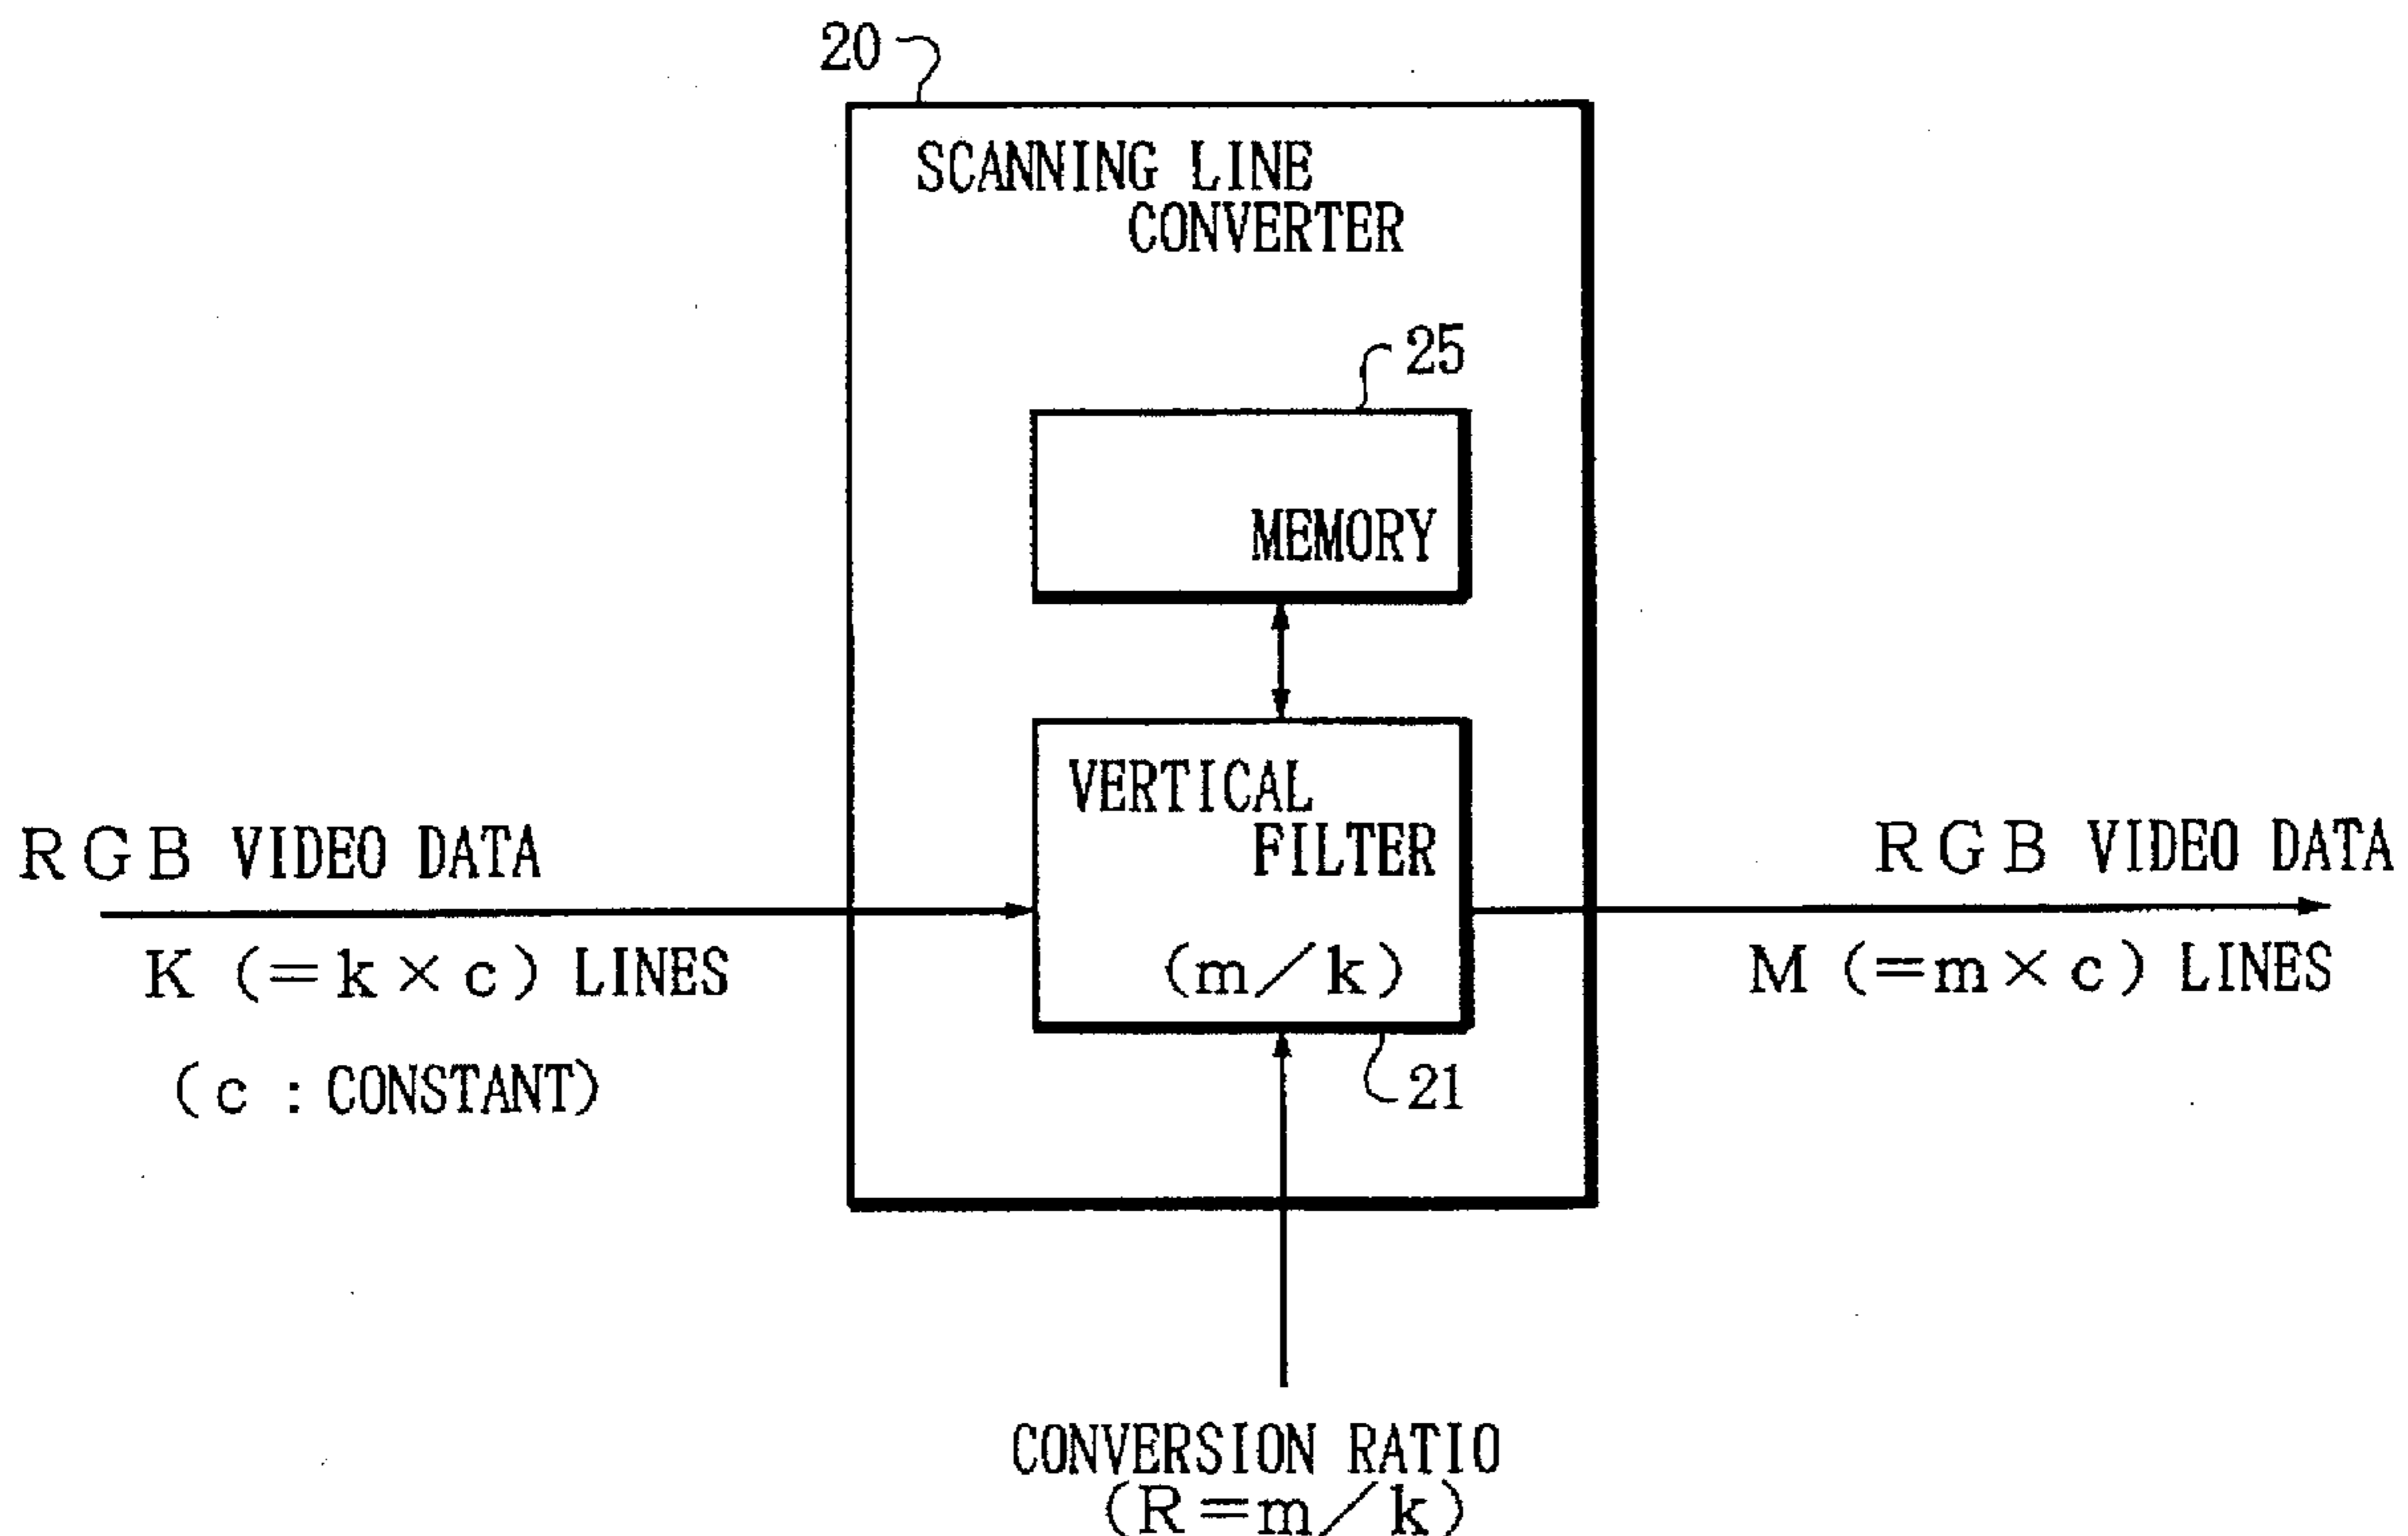 20
SCANNING LINE
CONVERTER
25
MEMORY
VERTICAL
FILTER
(m/k)
21
RGB VIDEO DATA
K (=k×c) LINES
(c : CONSTANT)
RGB VIDEO DATA
M (=m×c) LINES
CONVERSION RATIO
(R=m/k)